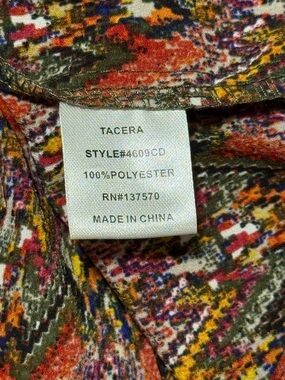 TACERA
STYLE#4609CD
100%POLYESTER
RN#137570
MADE IN CHINA